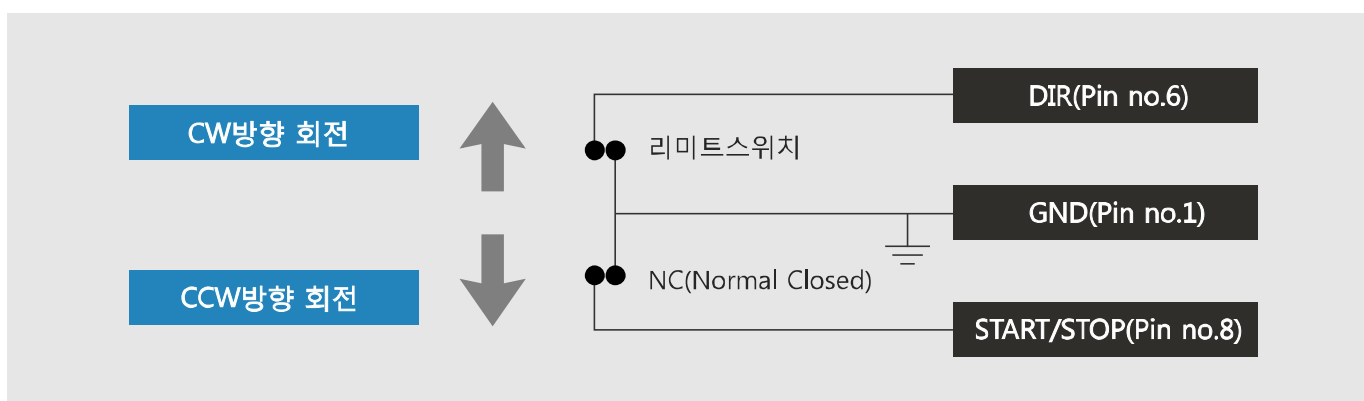 DIR(Pin no.6)
CW방향 회전
리미트스위치
GND(Pin no.1)
CCW방향 회전
NC(Normal Closed)
START/STOP(Pin no.8)